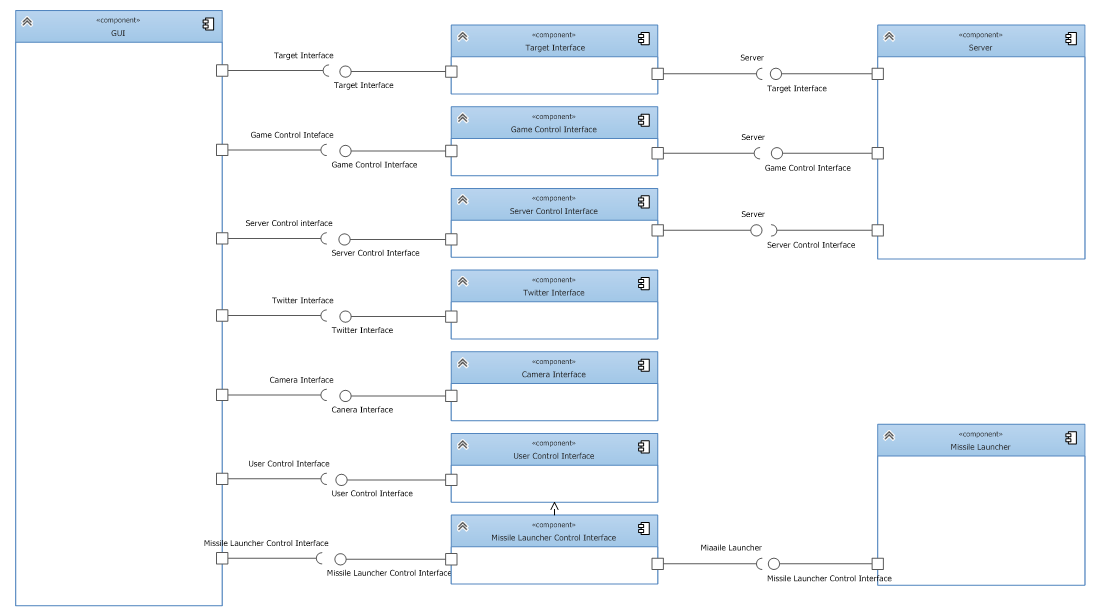 «component»
GUI
Target Interface
Target Interface
«component»
Target Interface
Server
Target Interface
«component»
Server
Game Control Inteface
Game Control Interface
«component»
Game Control Interface
Server
Game Control Interface
Server Control interface
Server Control Interface
«component»
Server Control Interface
Server
Server Control Interface
Twitter Interface
Twitter Interface
«component»
Twitter Interface
Camera Interface
Canera Interface
«component»
Camera Interface
User Control Interface
User Control Interface
«component»
User Control Interface
«component»
Missile Launcher
Missile Launcher Control Interface
Missile Launcher Control Interface
«component»
Missile Launcher Control Interface
Miaaile Launcher
Missile Launcher Control Interface